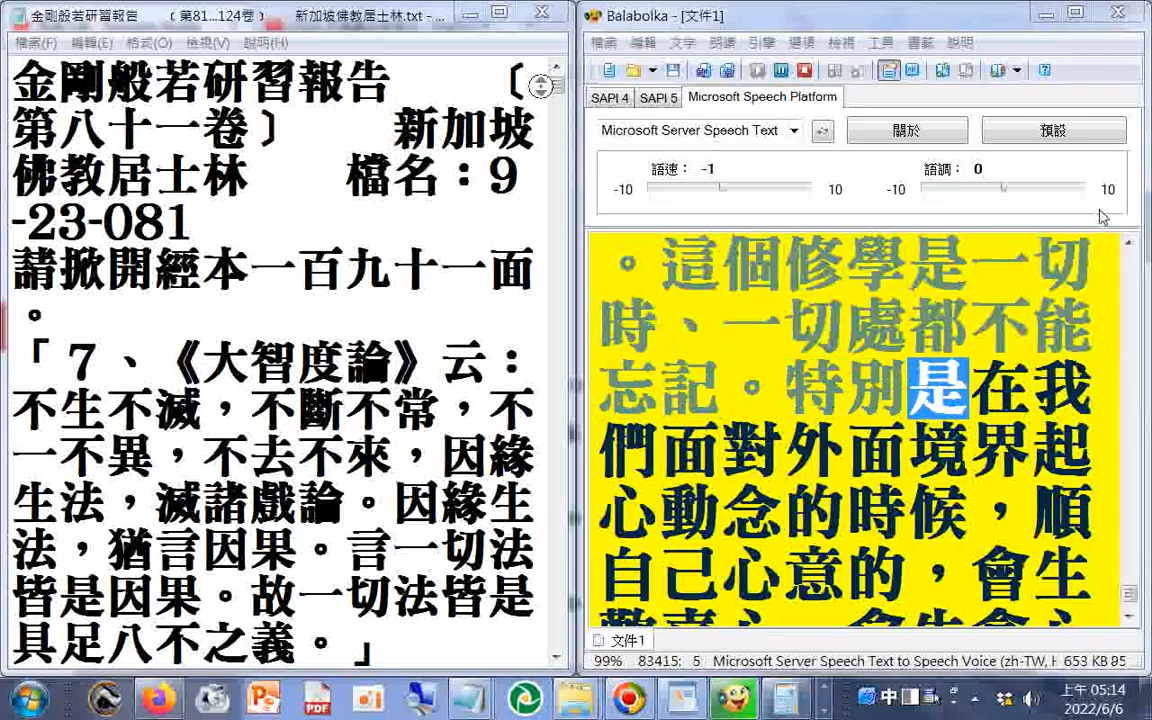 金剛般若研習報告 （第81...124卷） 新加坡佛教居士林.txt - ...
檔案(F) 編輯(E) 格式(O) 檢視(V) 說明(H)
金剛般若研習報告 〔
第八十一卷〕 新加坡
佛教居士林 檔名：9
-23-081
請掀開經本一百九十一面
。
「７、《大智度論》云：
不生不滅，不斷不常，不
一不異，不去不來，因緣
生法，滅諸戲論。因緣生
法，猶言因果。言一切法
皆是因果。故一切法皆是
具足八不之義。」
Balabolka - [文件1]
檔案 編輯 文字 朗讀 引擎 選項 檢視 工具 書籤 說明
SAPI 4 SAPI 5 Microsoft Speech Platform
Microsoft Server Speech Text 關於 預設
語速： -1 語調： 0
-10 10 -10 10
。這個修學是一切
時、一切處都不能
忘記。特別是在我
們面對外面境界起
心動念的時候，順
自己心意的，會生
歡喜心，會生貪心
文件1
99% 83415: 5 Microsoft Server Speech Text to Speech Voice (zh-TW, H 653 KB 95
中
上午 05:14
2022/6/6